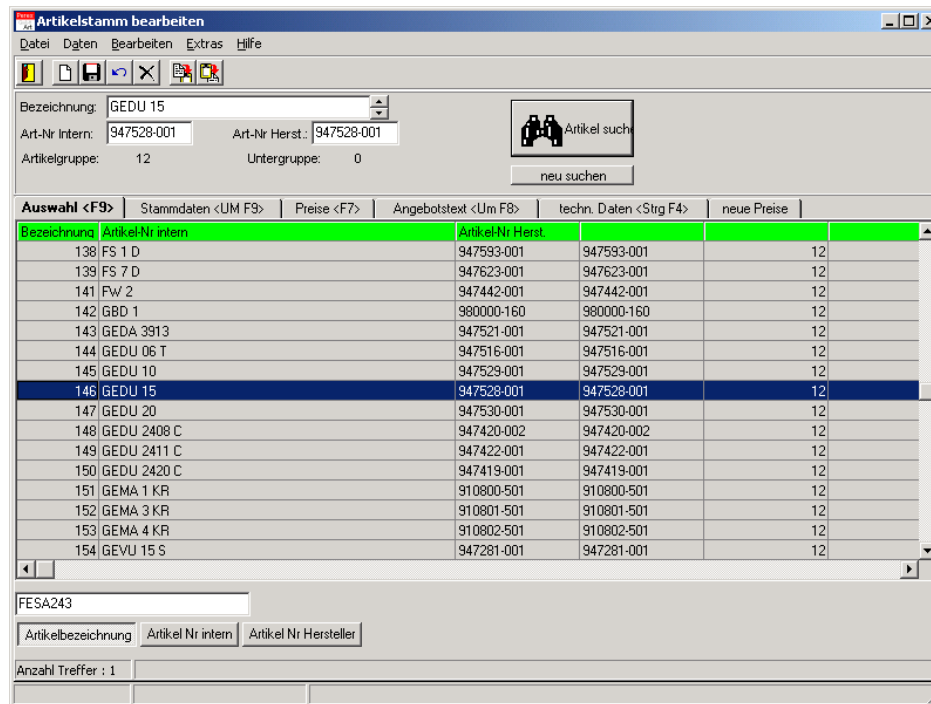 Artikelstamm bearbeiten
Datei Daten Bearbeiten Extras Hilfe
Bezeichnung: GEDU 15
Art-Nr Intern: 947528-001 Art-Nr Herst.: 947528-001
Artikel such
Artikelgruppe: 12 Untergruppe: 0
neu suchen
Auswahl <F9> Stammdaten <UM F9> Preise <F7> Angebotstext <Um F8> techn. Daten <Strg F4> neue Preise
Bezeichnung Artikel-Nr intern Artikel-Nr Herst.
138 FS 1 D 947593-001 947593-001 12
139 FS 7 D 947623-001 947623-001 12
141 FW 2 947442-001 947442-001 12
142 GBD 1 980000-160 980000-160 12
143 GEDA 3913 947521-001 947521-001 12
144 GEDU 06 T 947516-001 947516-001 12
145 GEDU 10 947529-001 947529-001 12
146 GEDU 15 947528-001 947528-001 12
147 GEDU 20 947530-001 947530-001 12
148 GEDU 2408 C 947420-002 947420-002 12
149 GEDU 2411 C 947422-001 947422-001 12
150 GEDU 2420 C 947419-001 947419-001 12
151 GEMA 1 KR 910800-501 910800-501 12
152 GEMA 3 KR 910801-501 910801-501 12
153 GEMA 4 KR 910802-501 910802-501 12
154 GEVU 15 S 947281-001 947281-001 12
FESA243
Artikelbezeichnung Artikel Nr intern Artikel Nr Hersteller
Anzahl Treffer : 1